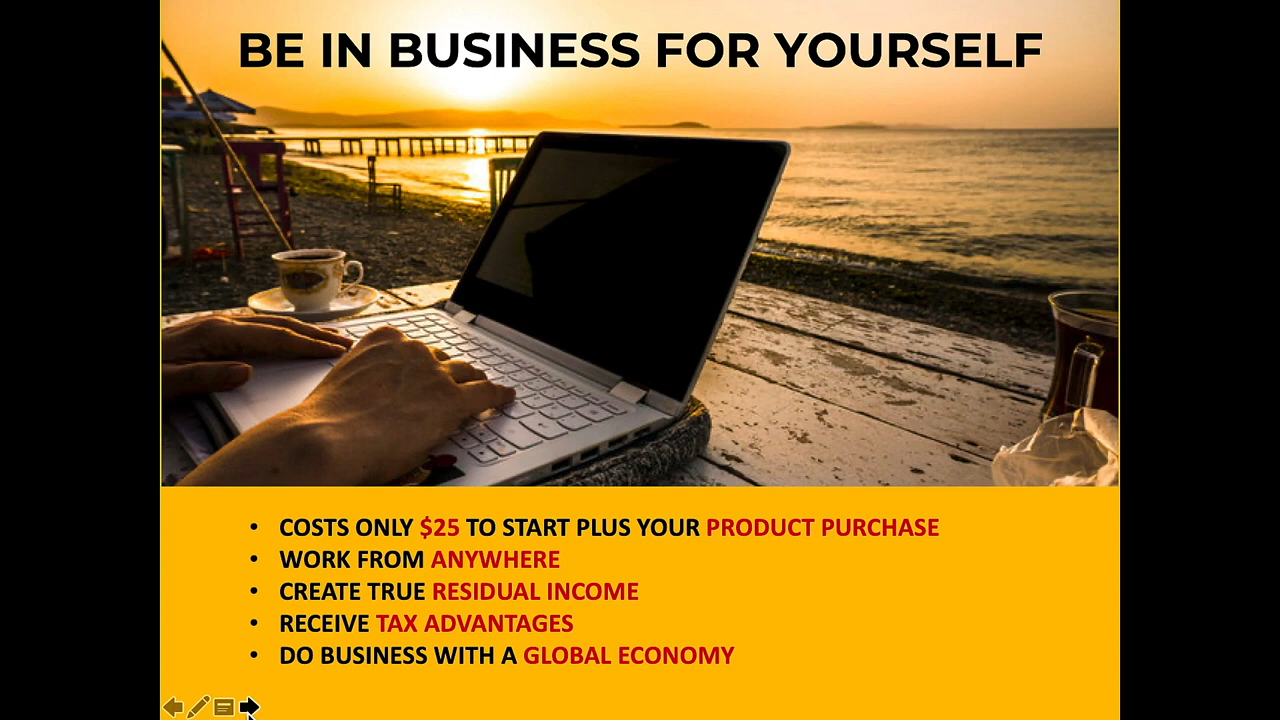 BE IN BUSINESS FOR YOURSELF
• COSTS ONLY $25 TO START PLUS YOUR PRODUCT PURCHASE
• WORK FROM ANYWHERE
• CREATE TRUE RESIDUAL INCOME
• RECEIVE TAX ADVANTAGES
• DO BUSINESS WITH A GLOBAL ECONOMY